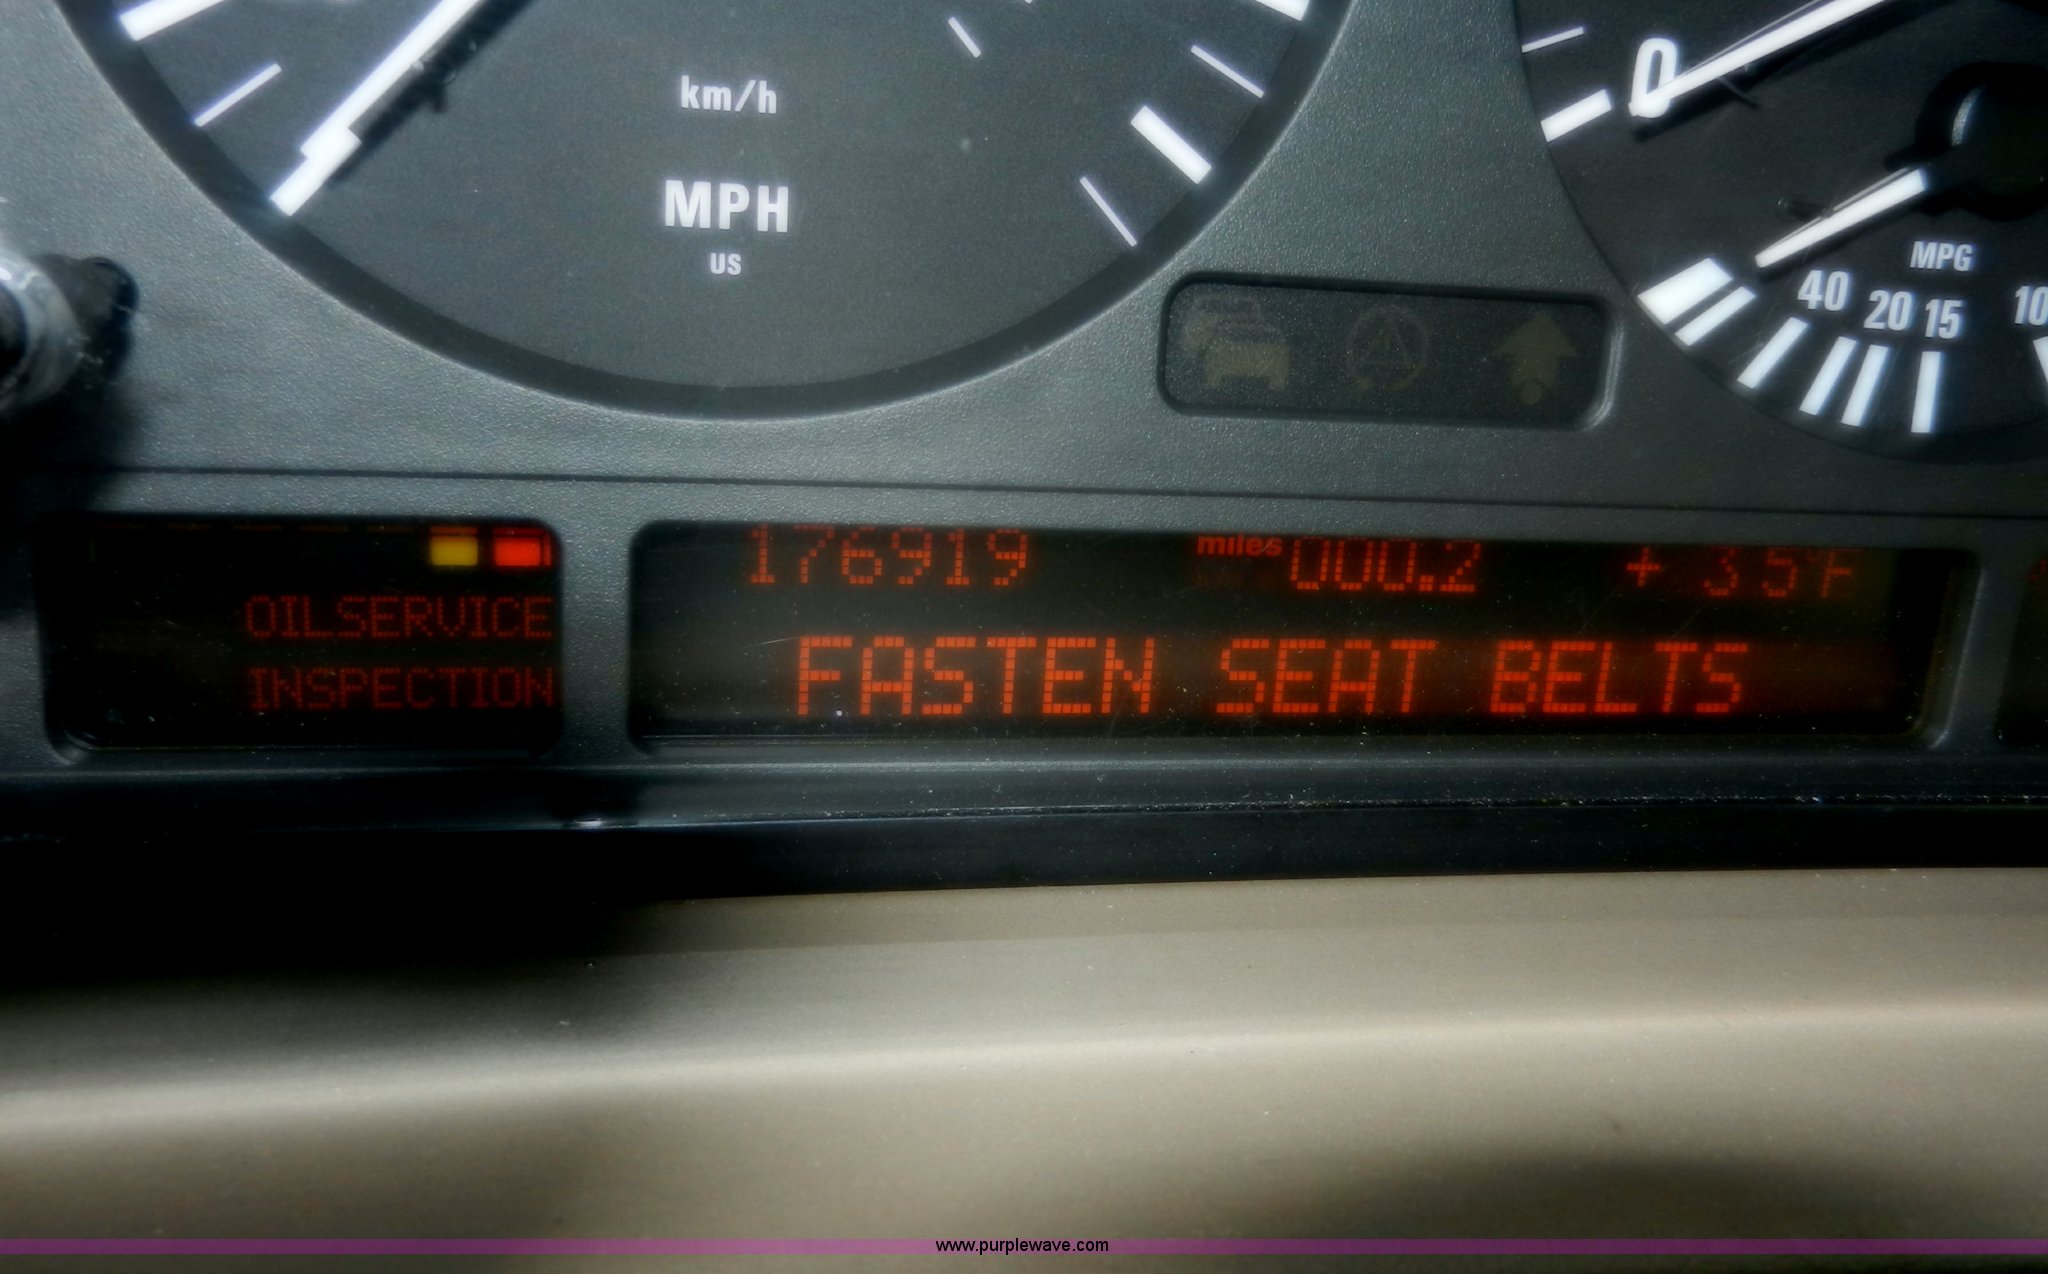 km/h
MPH
US
0
MPG
40 20 15 10
176919 miles 000.2 + 35°F
OILSERVICE
INSPECTION
FASTEN SEAT BELTS
www.purplewave.com